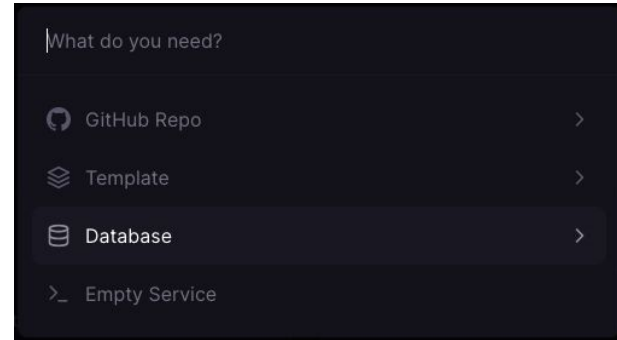 What do you need?
GitHub Repo
Template
Database
Empty Service